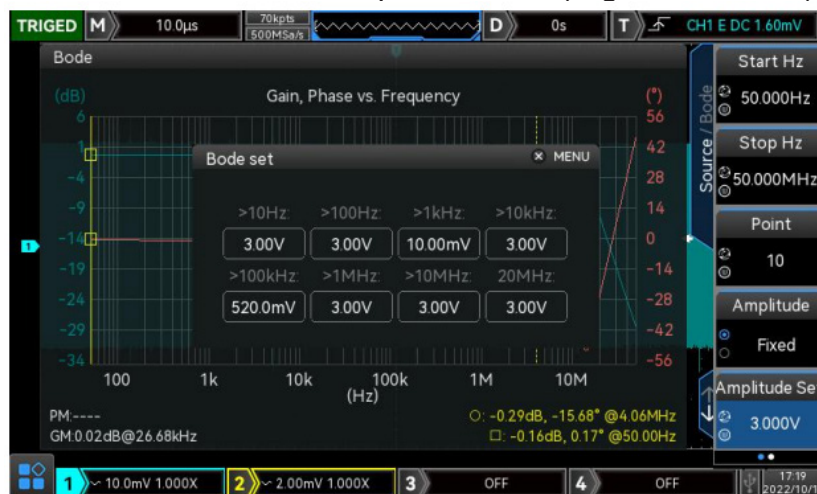 TRIGED M 10.0µs 70kpts D 0s T CH1 E DC 1.60mV
500MSa/s
Bode
Start Hz
50.000Hz
(dB) Gain, Phase vs. Frequency (°)
6 56
1 42
-4 28
-9 14
-14 0
-19 -14
-24 -28
-29 -42
-34 -56
Bode set MENU
>10Hz: >100Hz: >1kHz: >10kHz:
3.00V 3.00V 10.00mV 3.00V
>100kHz: >1MHz: >10MHz: 20MHz:
520.0mV 3.00V 3.00V 3.00V
100 1k 10k 100k 1M 10M
(Hz)
PM:----
GM:0.02dB@26.68kHz
O: -0.29dB, -15.68° @4.06MHz
□: -0.16dB, 0.17° @50.00Hz
Source / Bode
Stop Hz
50.000MHz
Point
10
Amplitude
Fixed
Amplitude Se
3.000V
1
1 10.0mV 1.000X 2 2.00mV 1.000X 3 OFF 4 OFF 17:19
2022/10/1